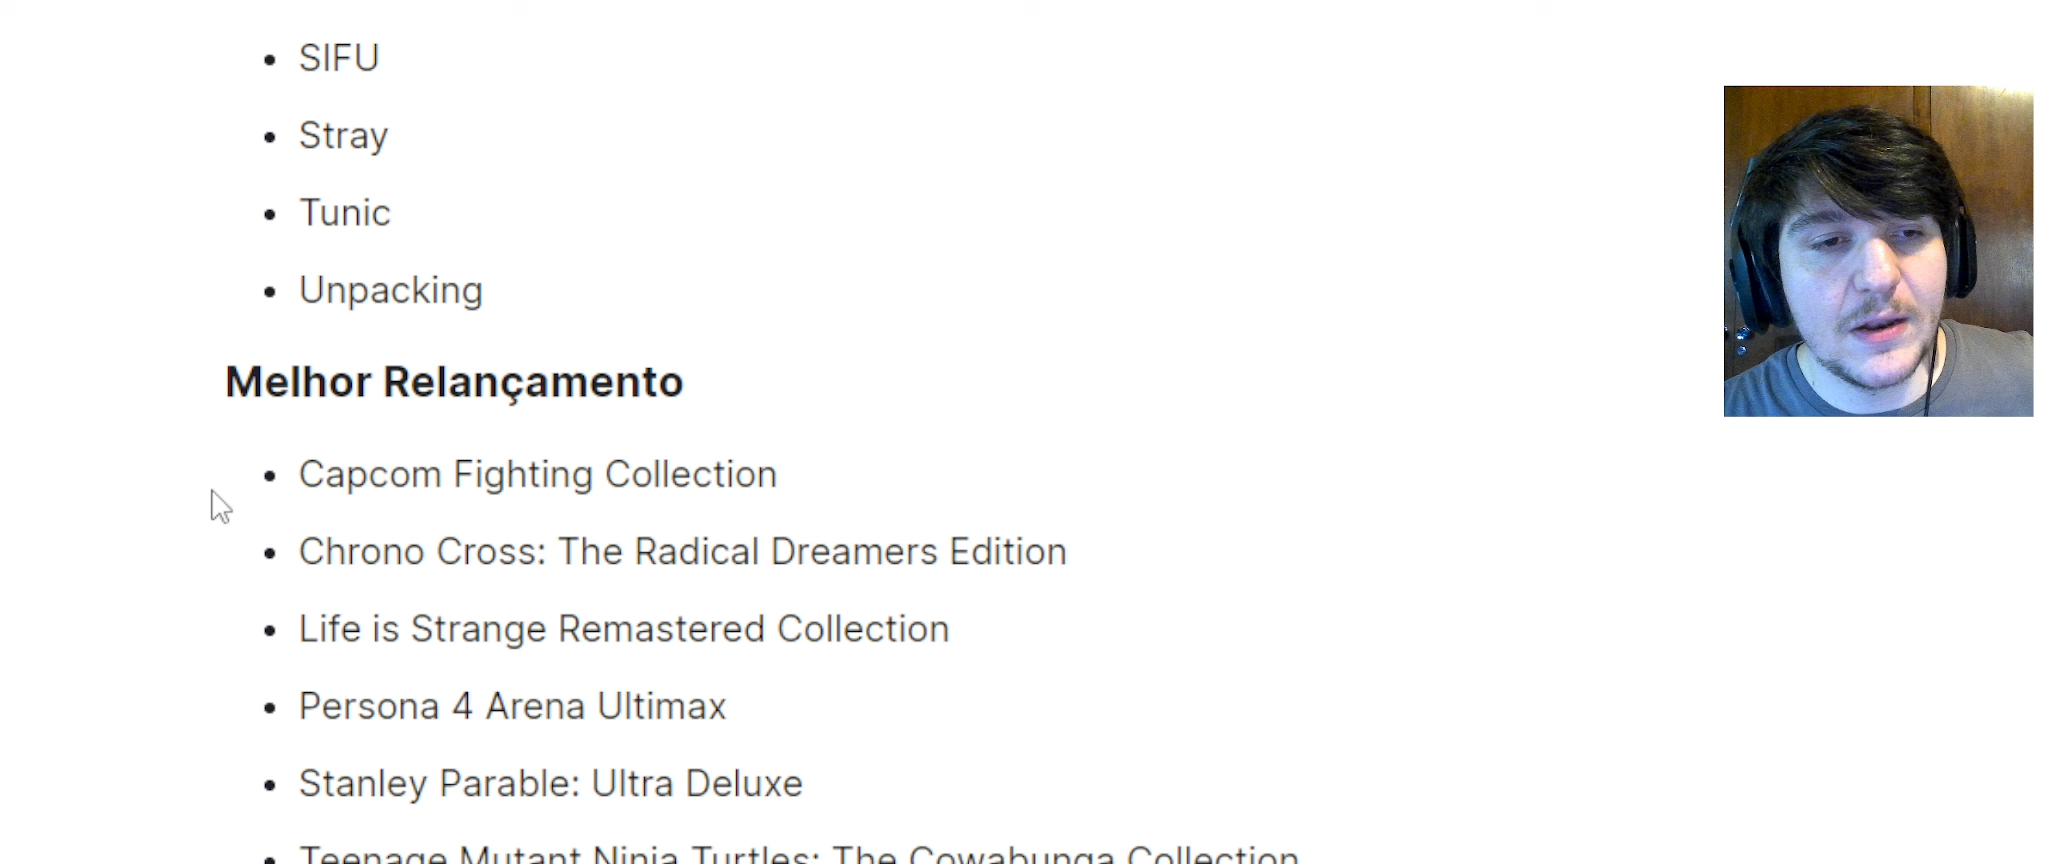 SIFU
Stray
Tunic
Unpacking
Melhor Relançamento
Capcom Fighting Collection
Chrono Cross: The Radical Dreamers Edition
Life is Strange Remastered Collection
Persona 4 Arena Ultimax
Stanley Parable: Ultra Deluxe
Teenage Mutant Ninja Turtles: The Cowabunga Collection